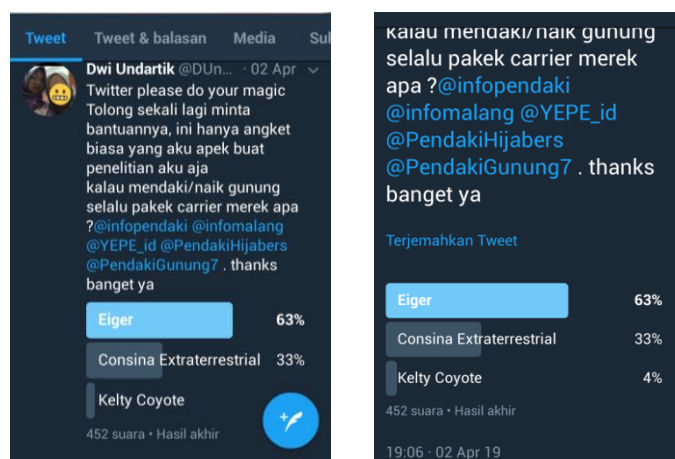 Tweet Tweet & balasan Media Sul
Dwi Undartik @DUn... · 02 Apr
Twitter please do your magic
Tolong sekali lagi minta
bantuannya, ini hanya angket
biasa yang aku apek buat
penelitian aku aja
kalau mendaki/naik gunung
selalu pakek carrier merek apa
?@infopendaki @infomalang
@YEPE_id @PendakiHijabers
@PendakiGunung7 . thanks
banget ya
Eiger 63%
Consina Extraterrestrial 33%
Kelty Coyote
452 suara • Hasil akhir
kalau mendaki/naik gunung
selalu pakek carrier merek
apa ?@infopendaki
@infomalang @YEPE_id
@PendakiHijabers
@PendakiGunung7 . thanks
banget ya
Terjemahkan Tweet
Eiger 63%
Consina Extraterrestrial 33%
Kelty Coyote 4%
452 suara • Hasil akhir
19:06 · 02 Apr 19